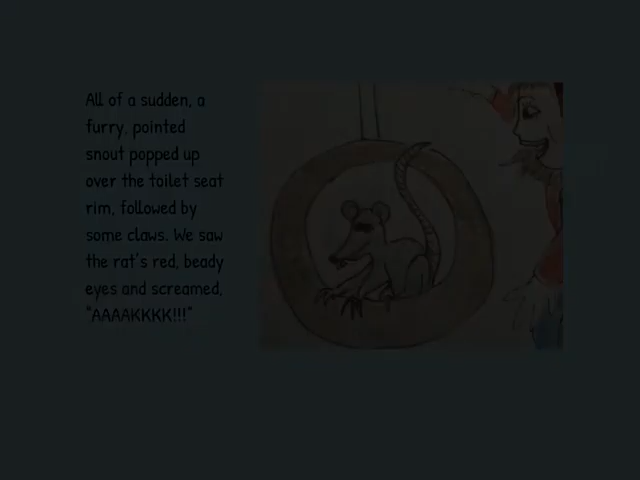 All of a sudden, a
furry, pointed
snout popped up
over the toilet seat
rim, followed by
some claws. We saw
the rat's red, beady
eyes and screamed,
"AAAAKKKK!!!"